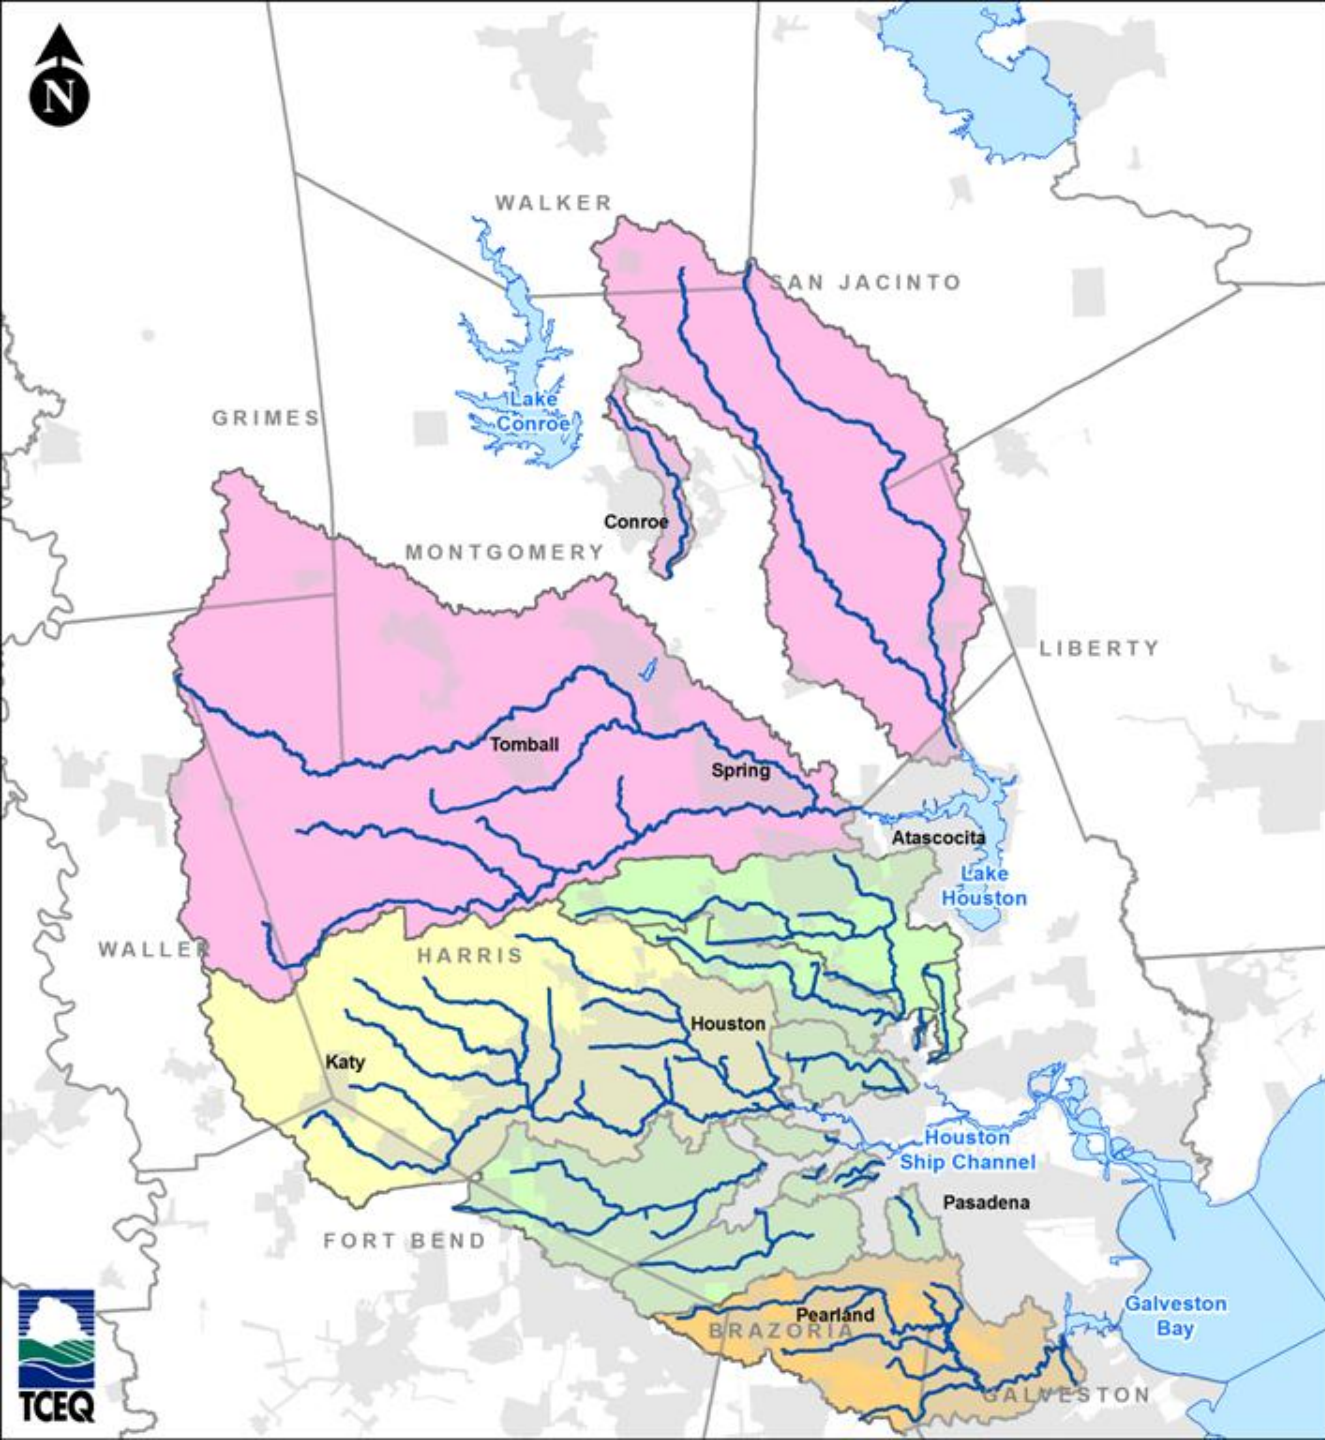 N
WALKER
SAN JACINTO
Lake
Conroe
GRIMES
Conroe
MONTGOMERY
LIBERTY
Tomball
Spring
Atascocita
Lake
Houston
WALLER
HARRIS
Houston
Katy
Houston
Ship Channel
Pasadena
FORT BEND
Galveston
Bay
Pearland
BRAZORIA
GALVESTON
TCEQ